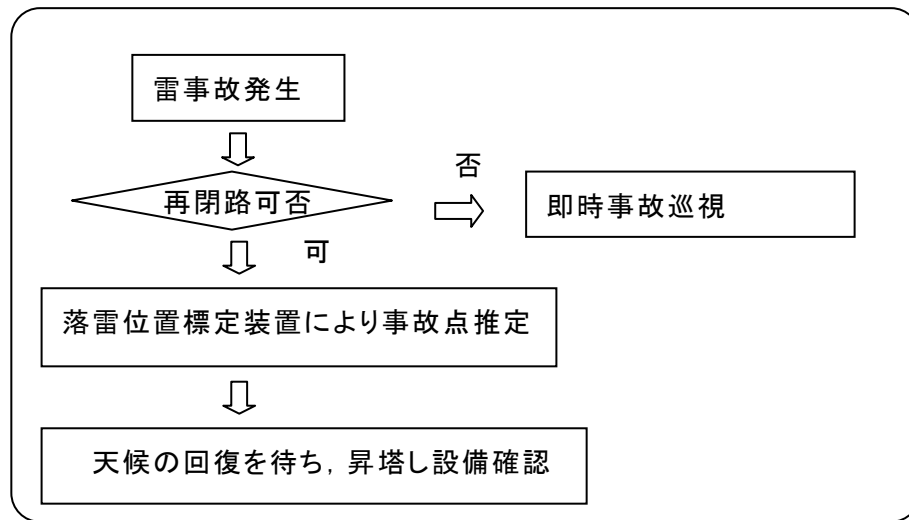 雷事故発生
否
再閉路可否
即時事故巡視
可
落雷位置標定装置により事故点推定
天候の回復を待ち，昇塔し設備確認